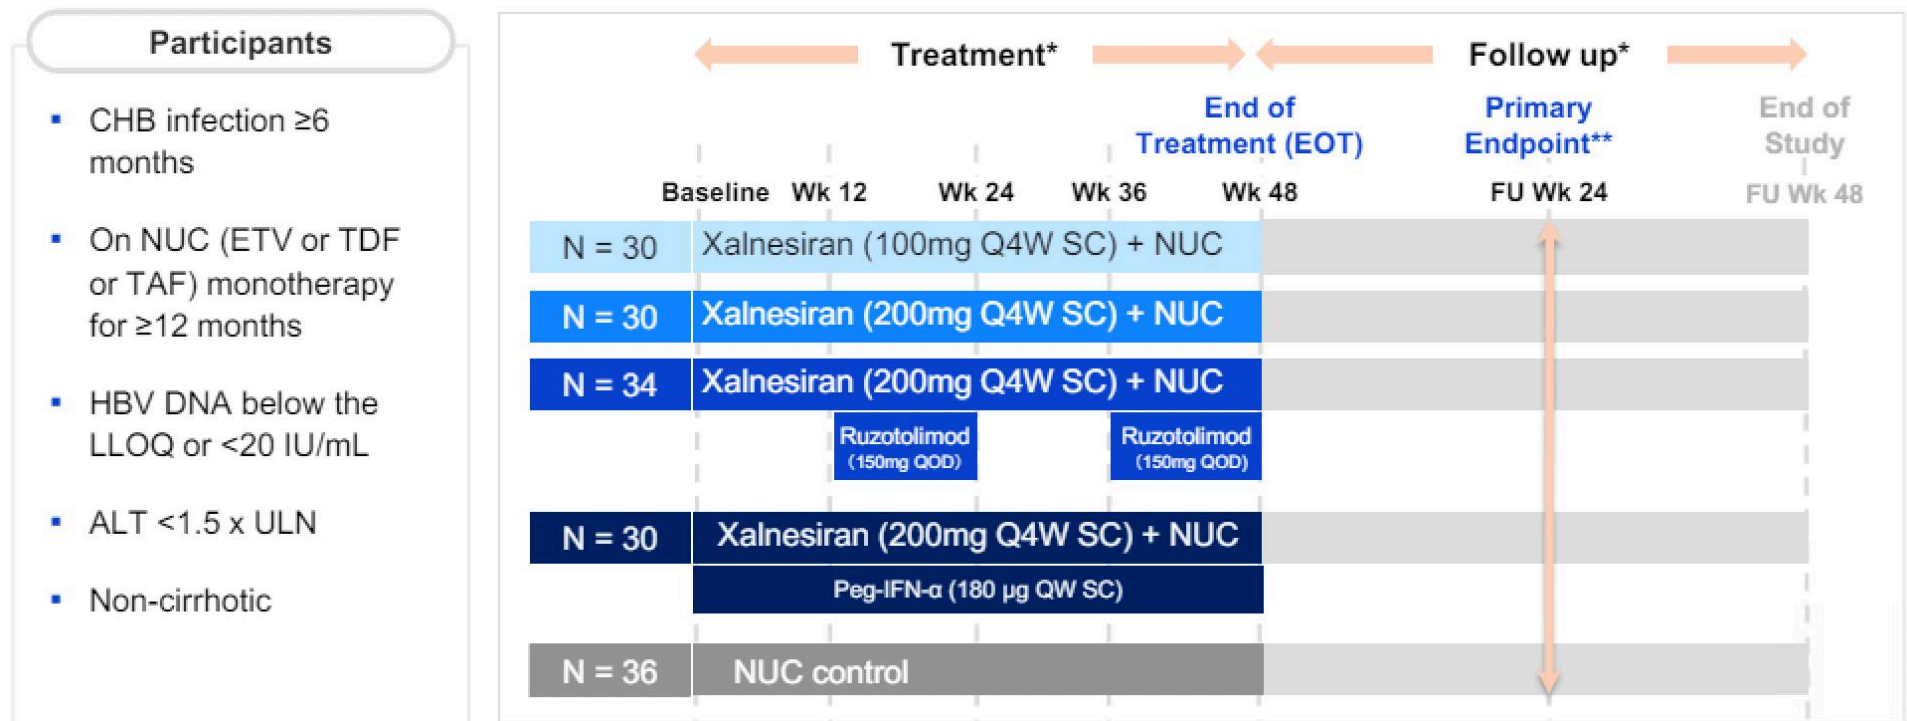 Participants
▪ CHB infection ≥6
months
▪ On NUC (ETV or TDF
or TAF) monotherapy
for ≥12 months
▪ HBV DNA below the
LLOQ or <20 IU/mL
▪ ALT <1.5 x ULN
▪ Non-cirrhotic
Treatment*
Follow up*
End of
Treatment (EOT)
Primary
Endpoint**
End of
Study
Baseline Wk 12 Wk 24 Wk 36 Wk 48 FU Wk 24 FU Wk 48
N = 30 Xalnesiran (100mg Q4W SC) + NUC
N = 30 Xalnesiran (200mg Q4W SC) + NUC
N = 34 Xalnesiran (200mg Q4W SC) + NUC
Ruzotolimod
(150mg QOD)
Ruzotolimod
(150mg QOD)
N = 30 Xalnesiran (200mg Q4W SC) + NUC
Peg-IFN-α (180 µg QW SC)
N = 36 NUC control